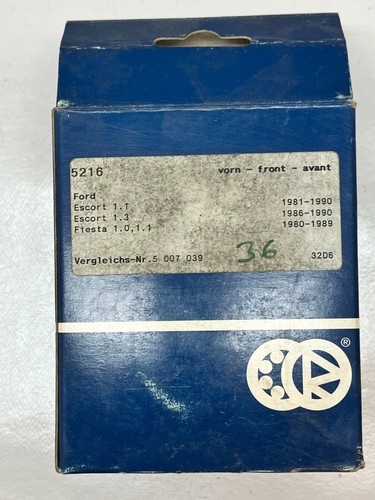 5216 vorn - front - avant
Ford
Escort 1.1 1981-1990
Escort 1.3 1986-1990
Fiesta 1.0,1.1 1980-1989
Vergleichs-Nr.5 007 039 36 32D6
®